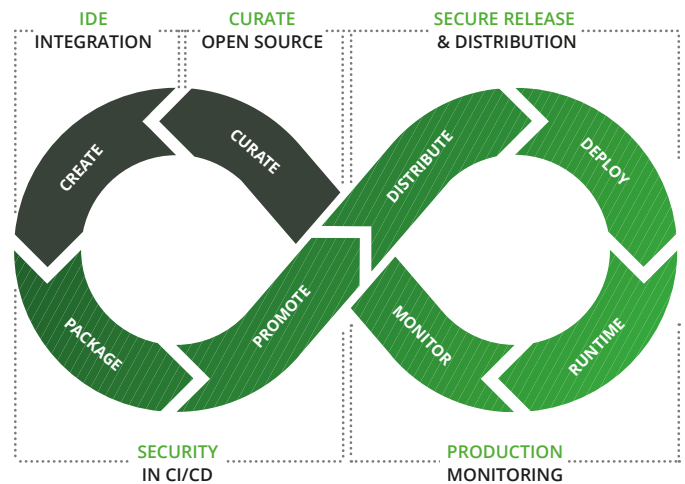 IDE
INTEGRATION
CURATE
OPEN SOURCE
SECURE RELEASE
& DISTRIBUTION
CREATE
CURATE
DISTRIBUTE
DEPLOY
PACKAGE
PROMOTE
MONITOR
RUNTIME
SECURITY
IN CI/CD
PRODUCTION
MONITORING